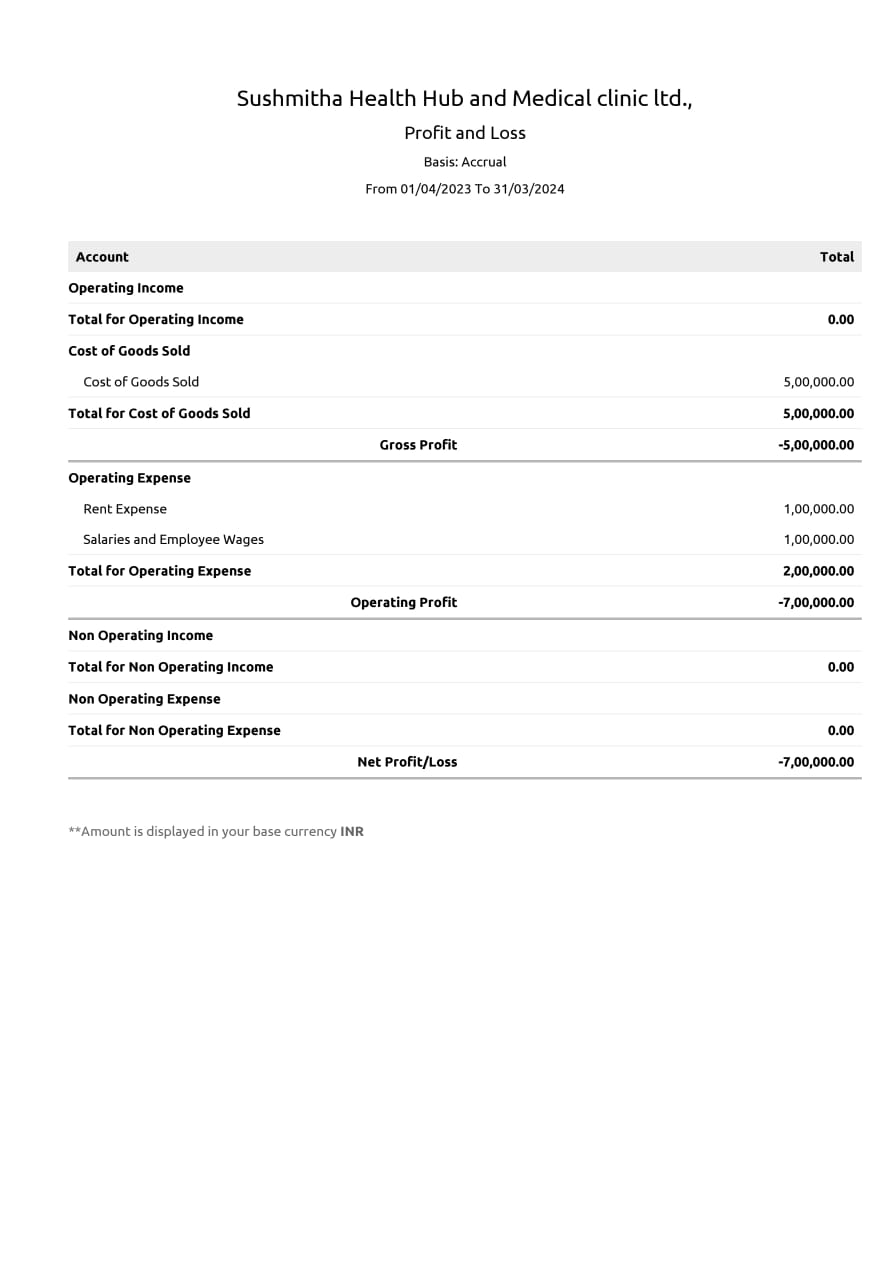 Sushmitha Health Hub and Medical clinic ltd.,
Profit and Loss
Basis: Accrual
From 01/04/2023 To 31/03/2024
Account Total
Operating Income
Total for Operating Income 0.00
Cost of Goods Sold
Cost of Goods Sold 5,00,000.00
Total for Cost of Goods Sold 5,00,000.00
Gross Profit -5,00,000.00
Operating Expense
Rent Expense 1,00,000.00
Salaries and Employee Wages 1,00,000.00
Total for Operating Expense 2,00,000.00
Operating Profit -7,00,000.00
Non Operating Income
Total for Non Operating Income 0.00
Non Operating Expense
Total for Non Operating Expense 0.00
Net Profit/Loss -7,00,000.00
**Amount is displayed in your base currency INR